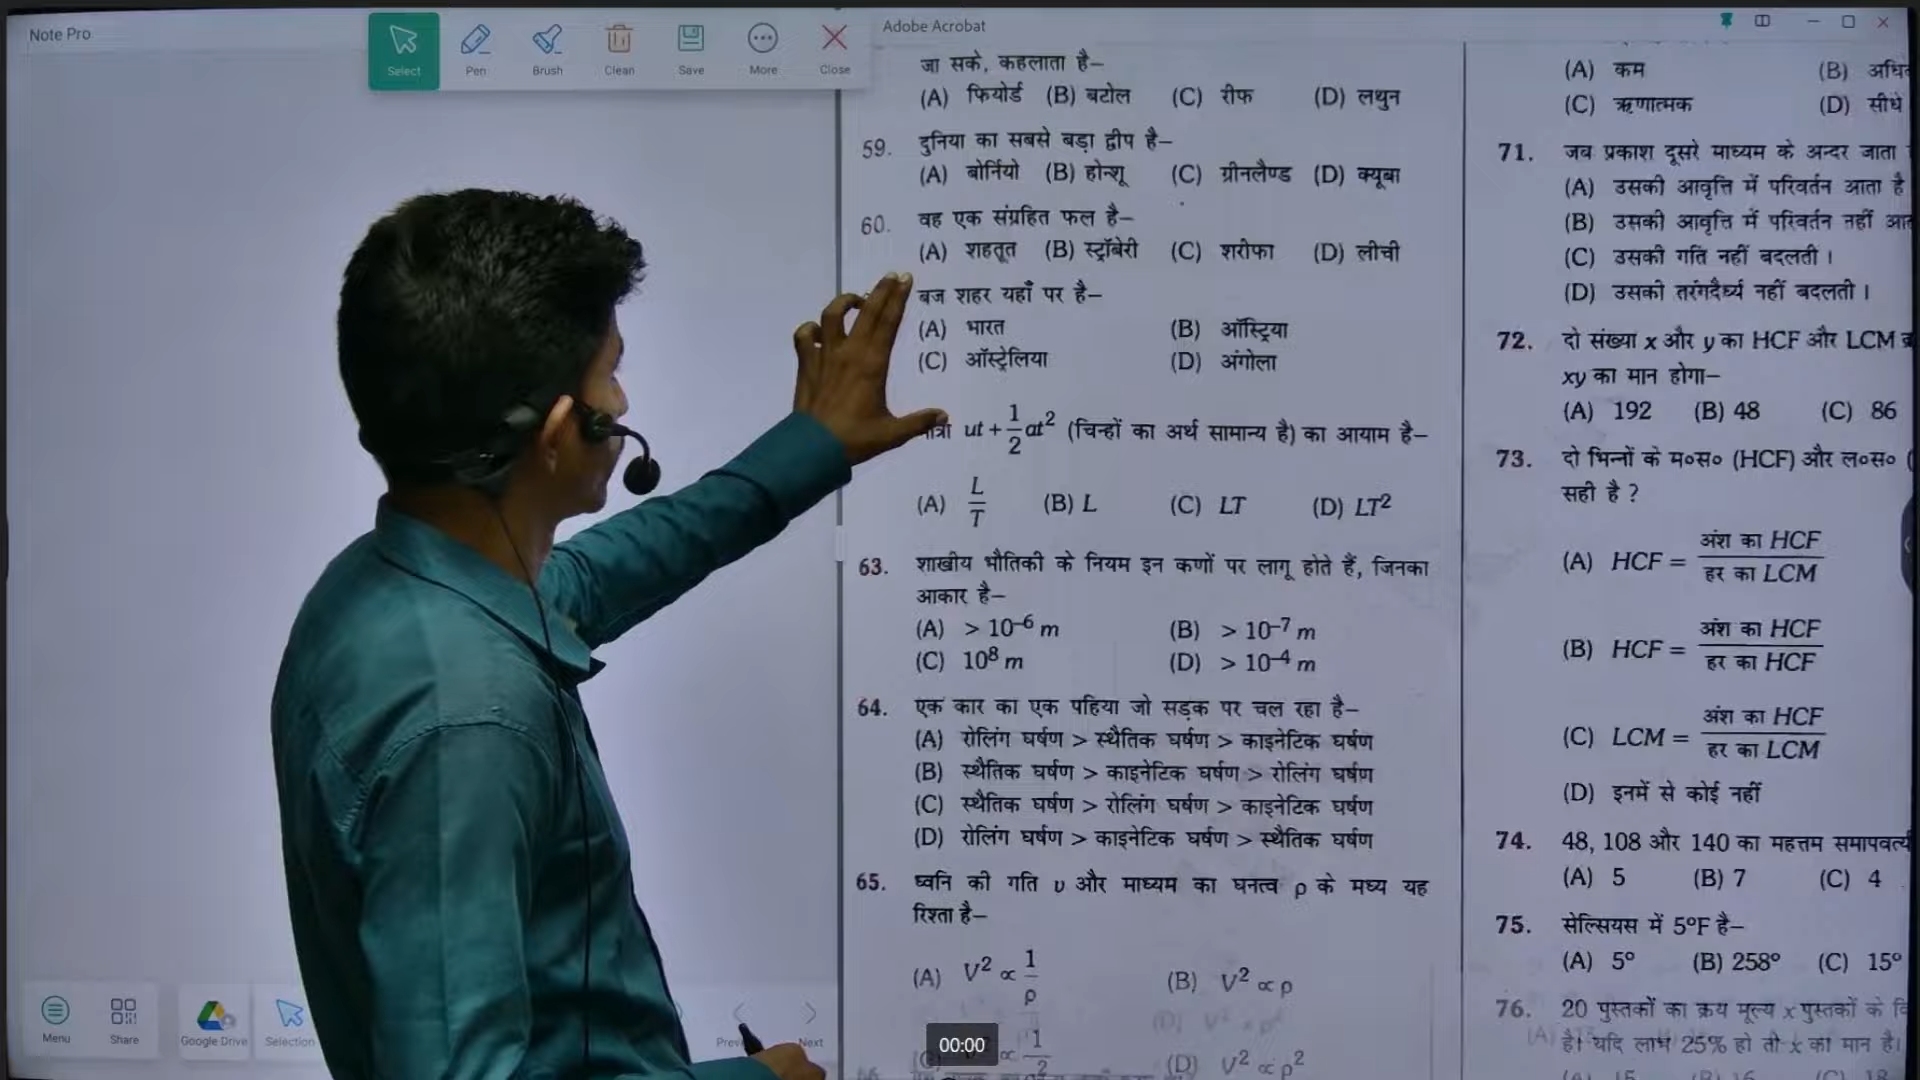 Note Pro
Select
Pen
Brush
Clean
Save
More
Close
Adobe Acrobat
जा सके, कहलाता है–
(A) फियोर्ड (B) बटोल (C) रीफ (D) लथुन
59. दुनिया का सबसे बड़ा द्वीप है–
(A) बोर्नियो (B) होन्शू (C) ग्रीनलैण्ड (D) क्यूबा
60. वह एक संग्रहित फल है–
(A) शहतूत (B) स्ट्रॉबेरी (C) शरीफा (D) लीची
बज शहर यहाँ पर है–
(A) भारत (B) ऑस्ट्रिया
(C) ऑस्ट्रेलिया (D) अंगोला
ut + 1/2 at² (चिन्हों का अर्थ सामान्य है) का आयाम है–
(A) L/T (B) L (C) LT (D) LT²
63. शाखीय भौतिकी के नियम इन कणों पर लागू होते हैं, जिनका
आकार है–
(A) > 10⁻⁶ m (B) > 10⁻⁷ m
(C) 10⁸ m (D) > 10⁻⁴ m
64. एक कार का एक पहिया जो सड़क पर चल रहा है–
(A) रोलिंग घर्षण > स्थैतिक घर्षण > काइनेटिक घर्षण
(B) स्थैतिक घर्षण > काइनेटिक घर्षण > रोलिंग घर्षण
(C) स्थैतिक घर्षण > रोलिंग घर्षण > काइनेटिक घर्षण
(D) रोलिंग घर्षण > काइनेटिक घर्षण > स्थैतिक घर्षण
65. ध्वनि की गति υ और माध्यम का घनत्व ρ के मध्य यह
रिश्ता है–
(A) V² ∝ 1/ρ (B) V² ∝ ρ
(D) V² ∝ ρ²
(A) कम (B)
(C) ऋणात्मक (D) सीधे
71. जब प्रकाश दूसरे माध्यम के अन्दर जाता
(A) उसकी आवृत्ति में परिवर्तन आता है
(B) उसकी आवृत्ति में परिवर्तन नहीं
(C) उसकी गति नहीं बदलती।
(D) उसकी तरंगदैर्घ्य नहीं बदलती।
72. दो संख्या x और y का HCF और LCM
xy का मान होगा–
(A) 192 (B) 48 (C) 86
73. दो भिन्नों के म०स० (HCF) और ल०स० (
सही है ?
(A) HCF = अंश का HCF / हर का LCM
(B) HCF = अंश का HCF / हर का HCF
(C) LCM = अंश का HCF / हर का LCM
(D) इनमें से कोई नहीं
74. 48, 108 और 140 का महत्तम
(A) 5 (B) 7 (C) 4
75. सेल्सियस में 5°F है–
(A) 5° (B) 258° (C) 15°
76. 20 पुस्तकों का क्रय मूल्य x पुस्तकों के
है। यदि लाभ 25% हो तो x का मान है।
Menu
Share
Google Drive
Selection
Next
00:00